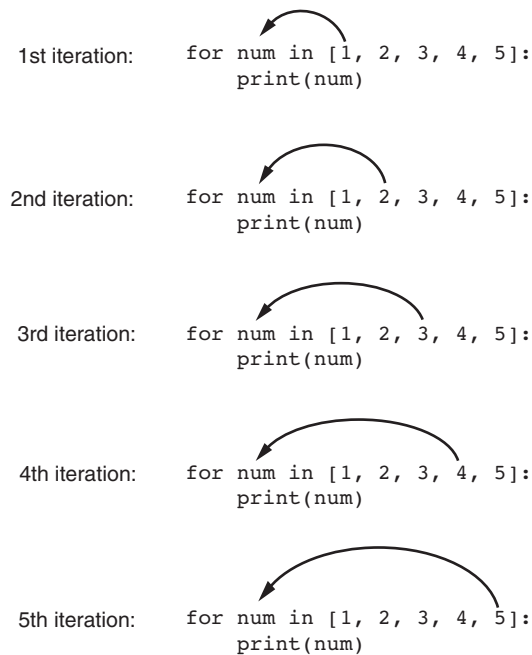 1st iteration: for num in [1, 2, 3, 4, 5]:
print(num)
2nd iteration: for num in [1, 2, 3, 4, 5]:
print(num)
3rd iteration: for num in [1, 2, 3, 4, 5]:
print(num)
4th iteration: for num in [1, 2, 3, 4, 5]:
print(num)
5th iteration: for num in [1, 2, 3, 4, 5]:
print(num)